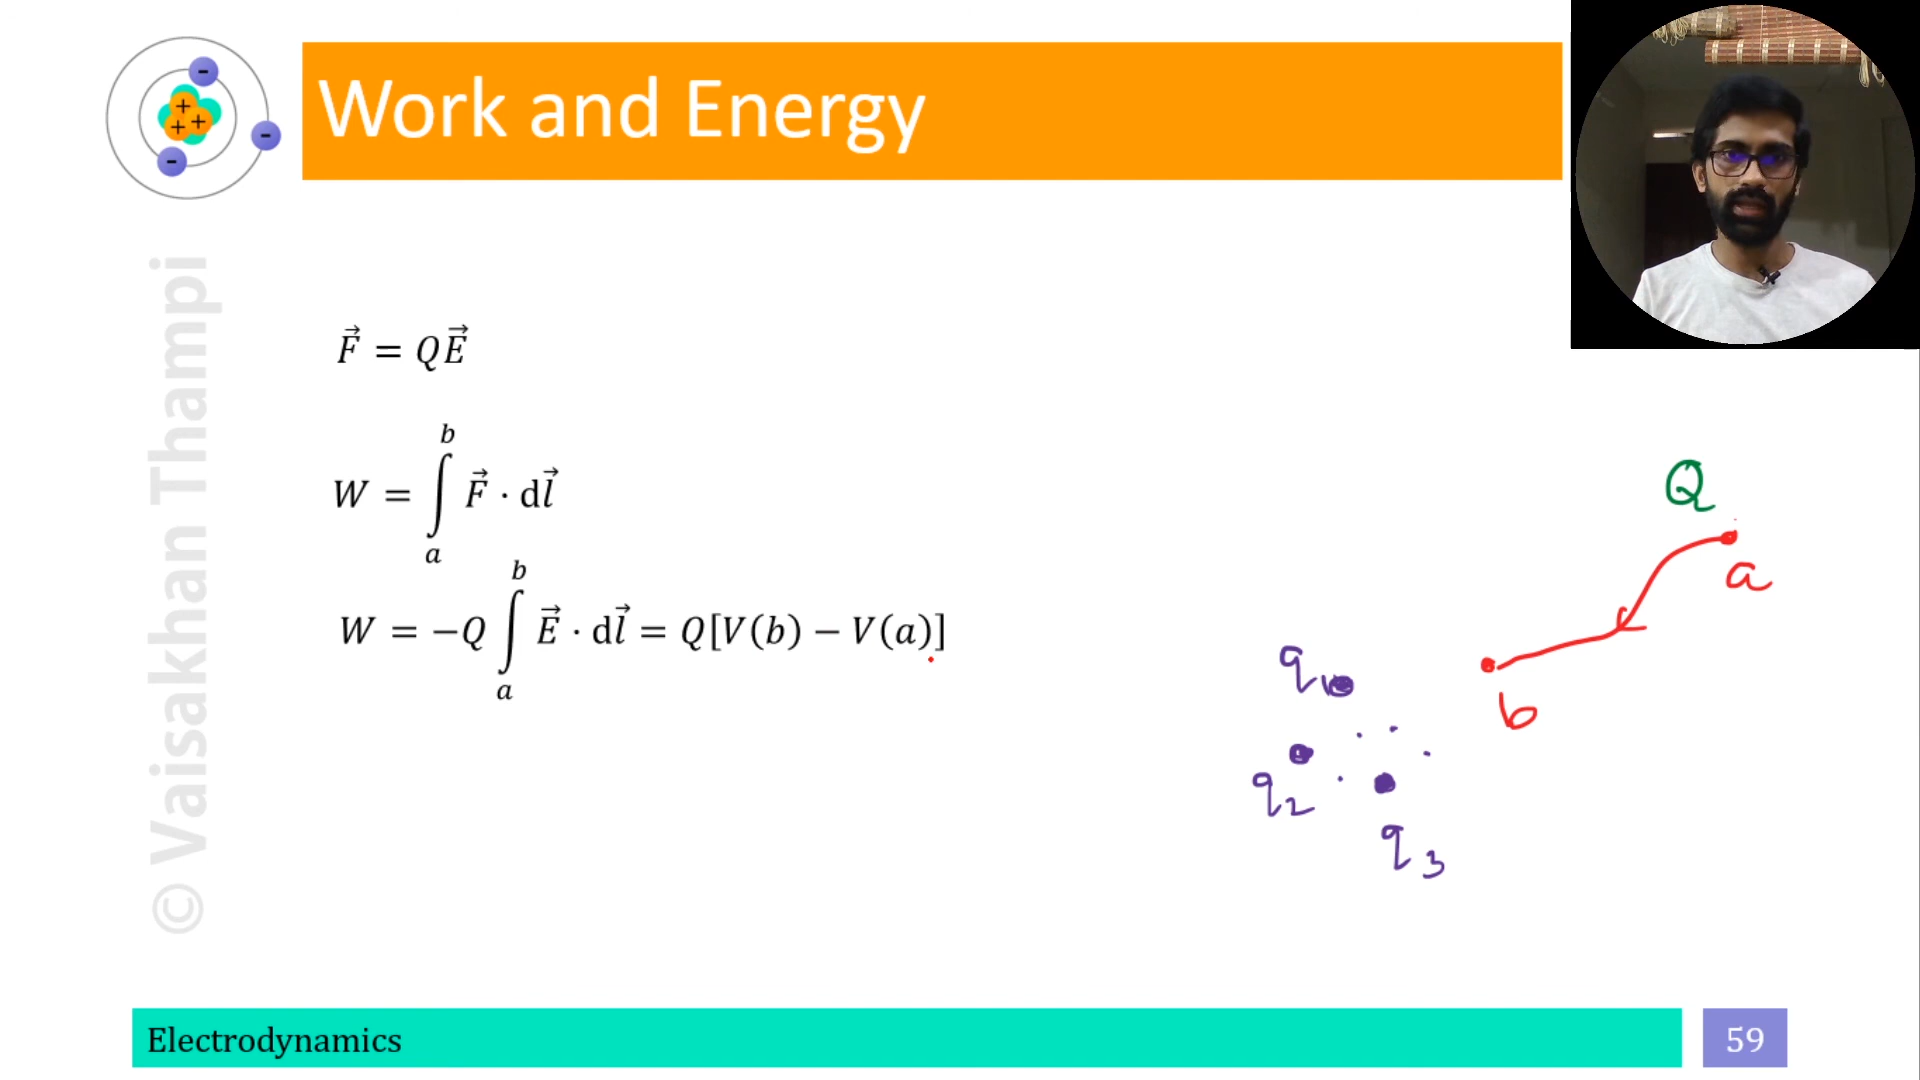 Work and Energy
© Vaisakhan Thampi
F⃗ = QE⃗
W = ∫ₐᵇ F⃗ · dl⃗
W = −Q ∫ₐᵇ E⃗ · dl⃗ = Q[V(b) − V(a)]
Q
a
b
q₁
q₂
q₃
Electrodynamics
59